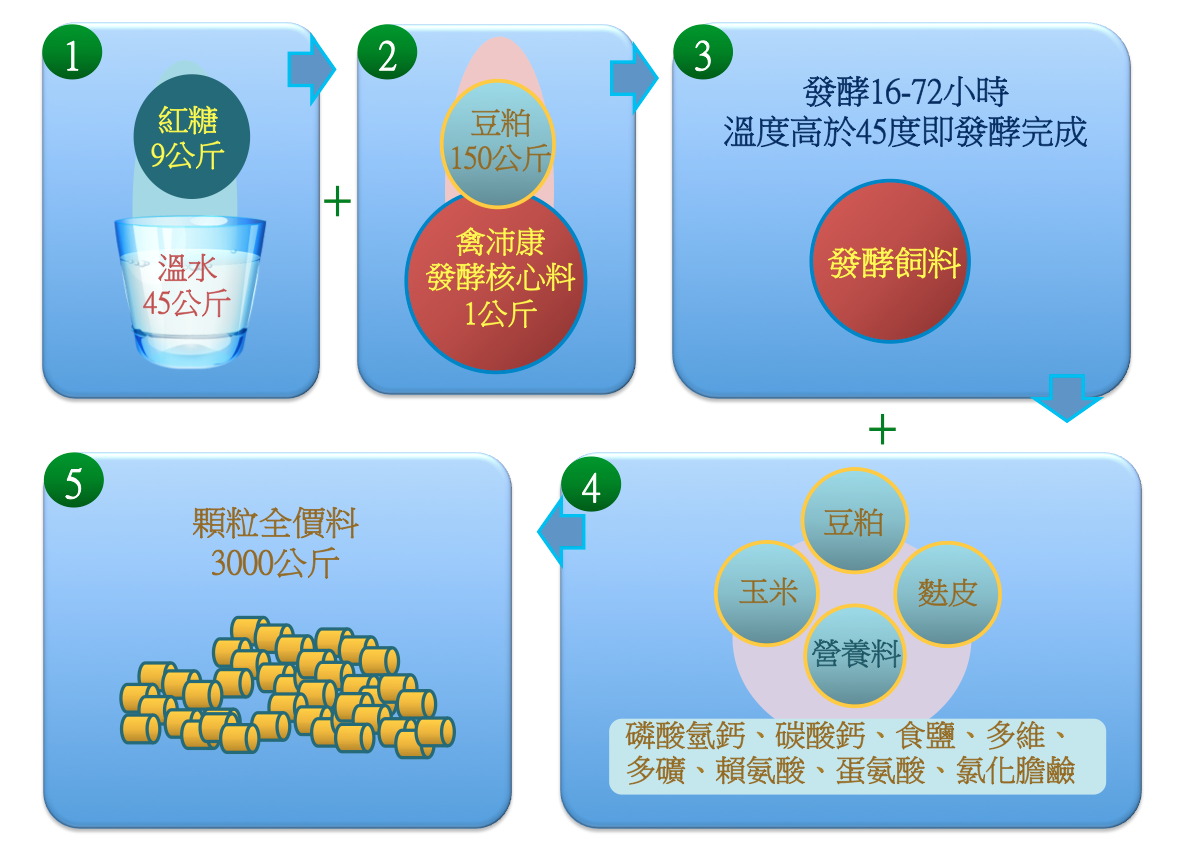 1
紅糖
9公斤
溫水
45公斤
+
2
豆粕
150公斤
禽沛康
發酵核心料
1公斤
3
發酵16-72小時
溫度高於45度即發酵完成
發酵飼料
+
4
豆粕
玉米
麩皮
營養料
磷酸氫鈣、碳酸鈣、食鹽、多維、
多礦、賴氨酸、蛋氨酸、氯化膽鹼
5
顆粒全價料
3000公斤